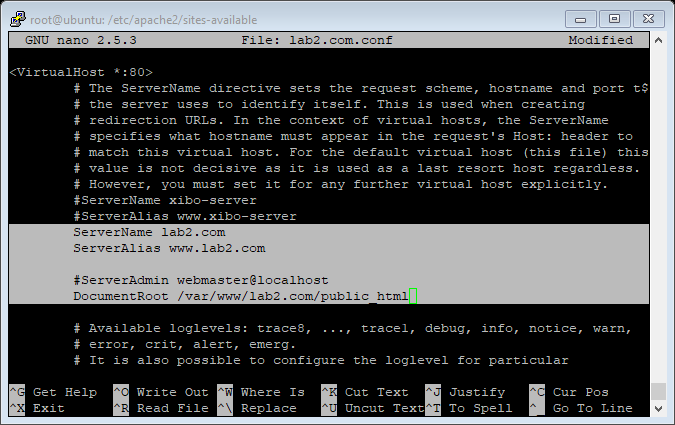 root@ubuntu: /etc/apache2/sites-available
GNU nano 2.5.3 File: lab2.com.conf Modified
<VirtualHost *:80>
# The ServerName directive sets the request scheme, hostname and port t$
# the server uses to identify itself. This is used when creating
# redirection URLs. In the context of virtual hosts, the ServerName
# specifies what hostname must appear in the request's Host: header to
# match this virtual host. For the default virtual host (this file) this
# value is not decisive as it is used as a last resort host regardless.
# However, you must set it for any further virtual host explicitly.
#ServerName xibo-server
#ServerAlias www.xibo-server
ServerName lab2.com
ServerAlias www.lab2.com
#ServerAdmin webmaster@localhost
DocumentRoot /var/www/lab2.com/public_html
# Available loglevels: trace8, ..., trace1, debug, info, notice, warn,
# error, crit, alert, emerg.
# It is also possible to configure the loglevel for particular
^G Get Help ^O Write Out ^W Where Is ^K Cut Text ^J Justify ^C Cur Pos
^X Exit ^R Read File ^\ Replace ^U Uncut Text ^T To Spell ^_ Go To Line